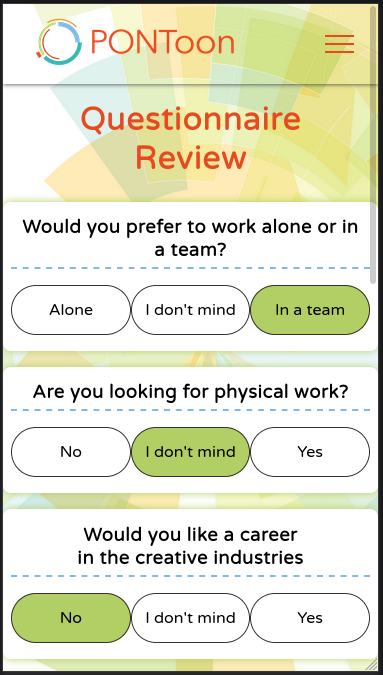 PONToon
Questionnaire
Review
Would you prefer to work alone or in
a team?
Alone
I don't mind
In a team
Are you looking for physical work?
No
I don't mind
Yes
Would you like a career
in the creative industries
No
I don't mind
Yes